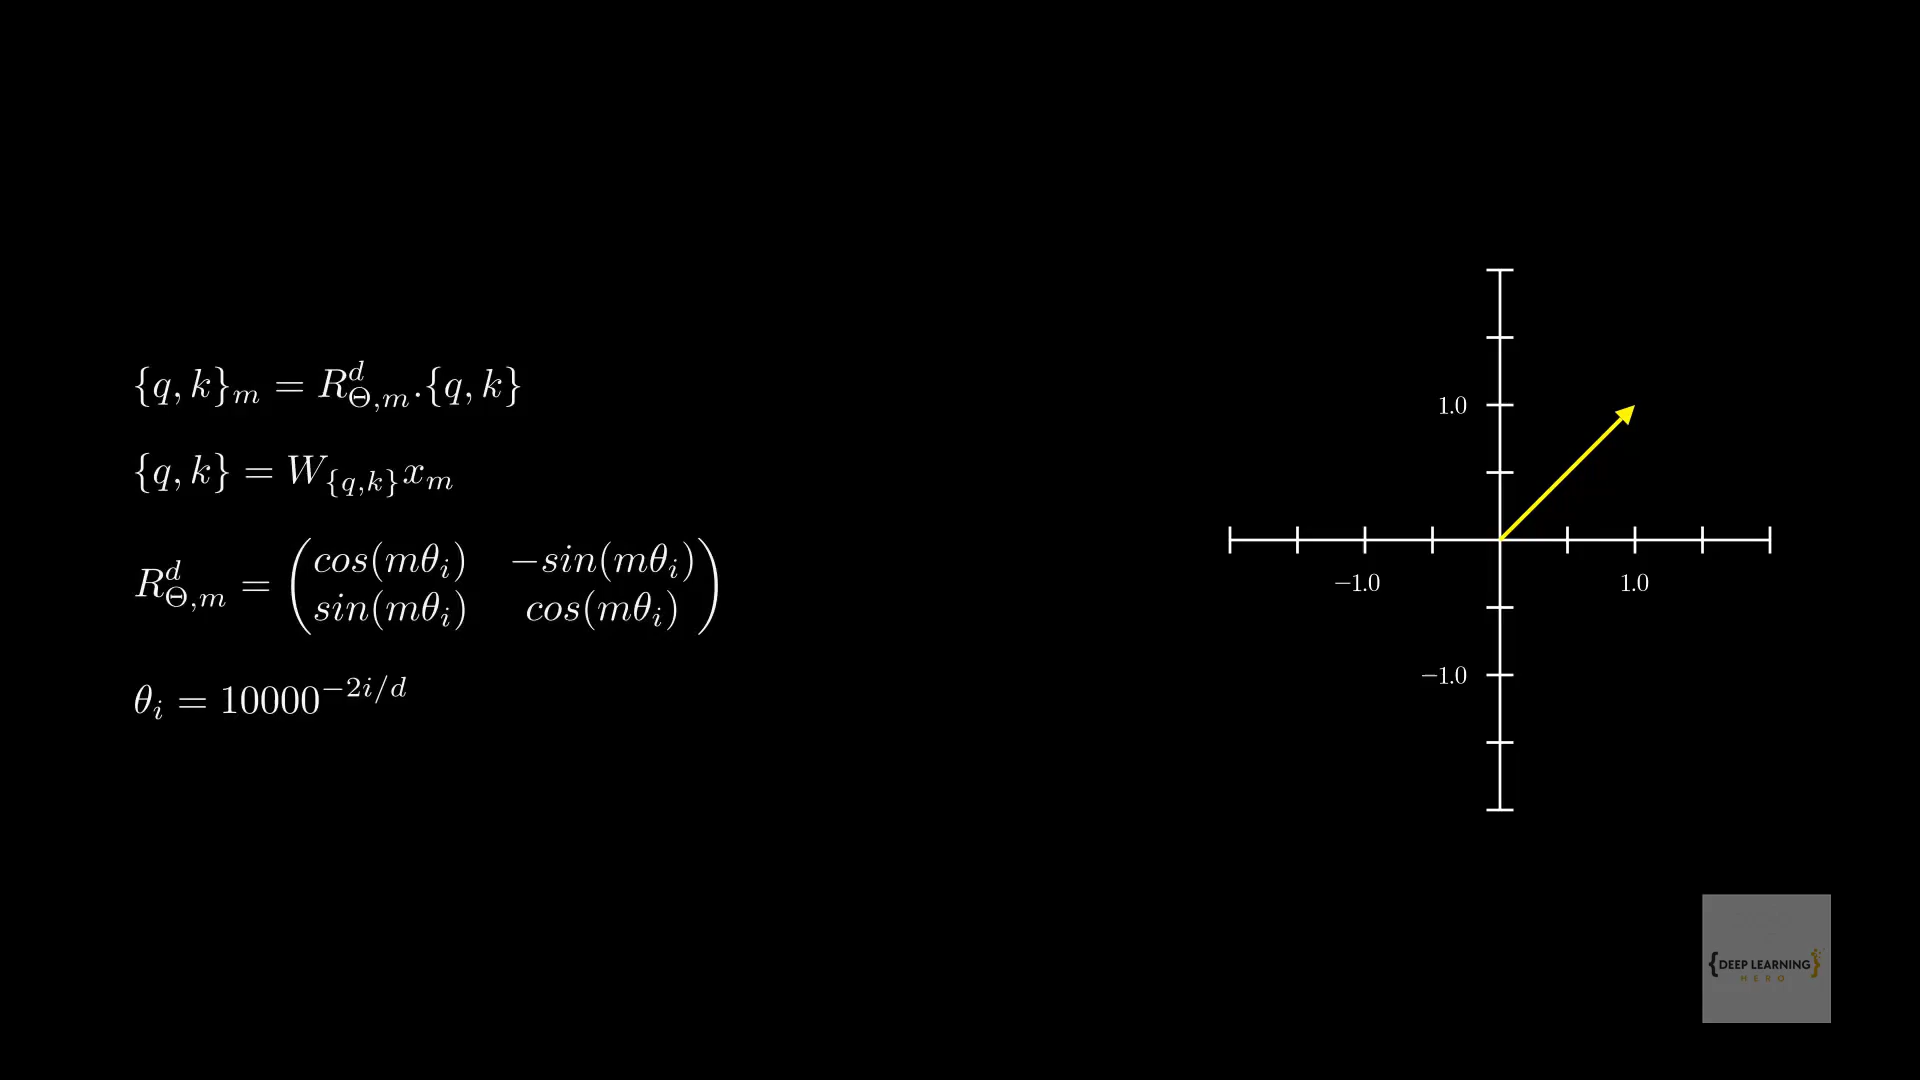 {q, k}_m = R^d_{Θ,m}.{q, k}
{q, k} = W_{{q,k}} x_m
R^d_{Θ,m} = ( cos(mθ_i) −sin(mθ_i)
sin(mθ_i) cos(mθ_i) )
θ_i = 10000^{−2i/d}
1.0
−1.0
1.0
−1.0
{DEEP LEARNING}
HERO